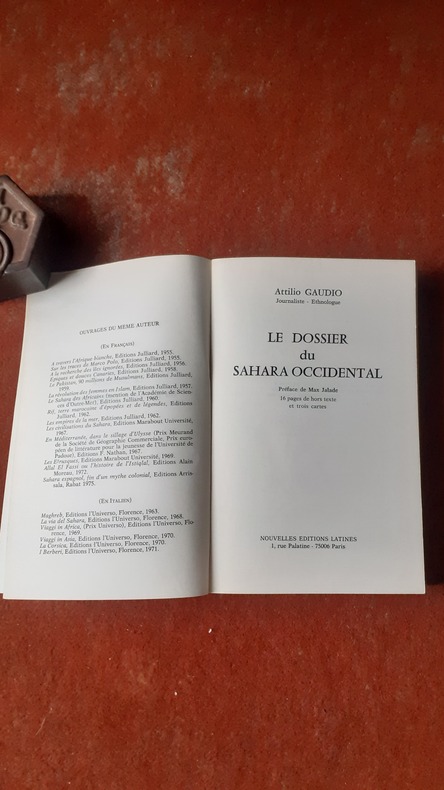 OUVRAGES DU MEME AUTEUR
(EN FRANÇAIS)
A travers l'Afrique blanche, Editions Julliard, 1955.
Sur les traces de Marco Polo, Editions Julliard, 1955.
A la recherche des îles ignorées, Editions Julliard, 1956.
Epiques et douces Canaries, Editions Julliard, 1958.
Le Pakistan, 90 millions de Musulmans, Editions Julliard,
1959.
La révolution des femmes en Islam, Editions Julliard, 1957.
Le Sahara des Africains (mention de l'Académie de Scien-
ces d'Outre-Mer), Editions Julliard, 1960.
Rif, terre marocaine d'épopées et de légendes, Editions
Julliard, 1962.
Les empires de la mer, Editions Julliard, 1962.
Les civilisations du Sahara, Editions Marabout Université,
1967.
En Méditerranée, dans le sillage d'Ulysse (Prix Meurand
de la Société de Géographie Commerciale, Prix euro-
péen de littérature pour la jeunesse de l'Université de
Padoue), Editions F. Nathan, 1967.
Les Etrusques, Editions Marabout Université, 1969.
Allal El Fassi ou l'histoire de l'Istiqlal, Editions Alain
Moreau, 1972.
Sahara espagnol, fin d'un mythe colonial, Editions Arris-
sala, Rabat 1975.
(EN ITALIEN)
Maghreb, Editions l'Universo, Florence, 1963.
La via del Sahara, Editions l'Universo, Florence, 1968.
Viaggi in Africa, (Prix Universo), Editions l'Universo, Flo-
rence, 1969.
Viaggi in Asia, Editions l'Universo, Florence, 1970.
La Corsica, Editions l'Universo, Florence, 1970.
I Berberi, Editions l'Universo, Florence, 1971.
Attilio GAUDIO
Journaliste - Ethnologue
LE DOSSIER
du
SAHARA OCCIDENTAL
Préface de Max Jalade
16 pages de hors texte
et trois cartes
NOUVELLES EDITIONS LATINES
1, rue Palatine - 75006 Paris